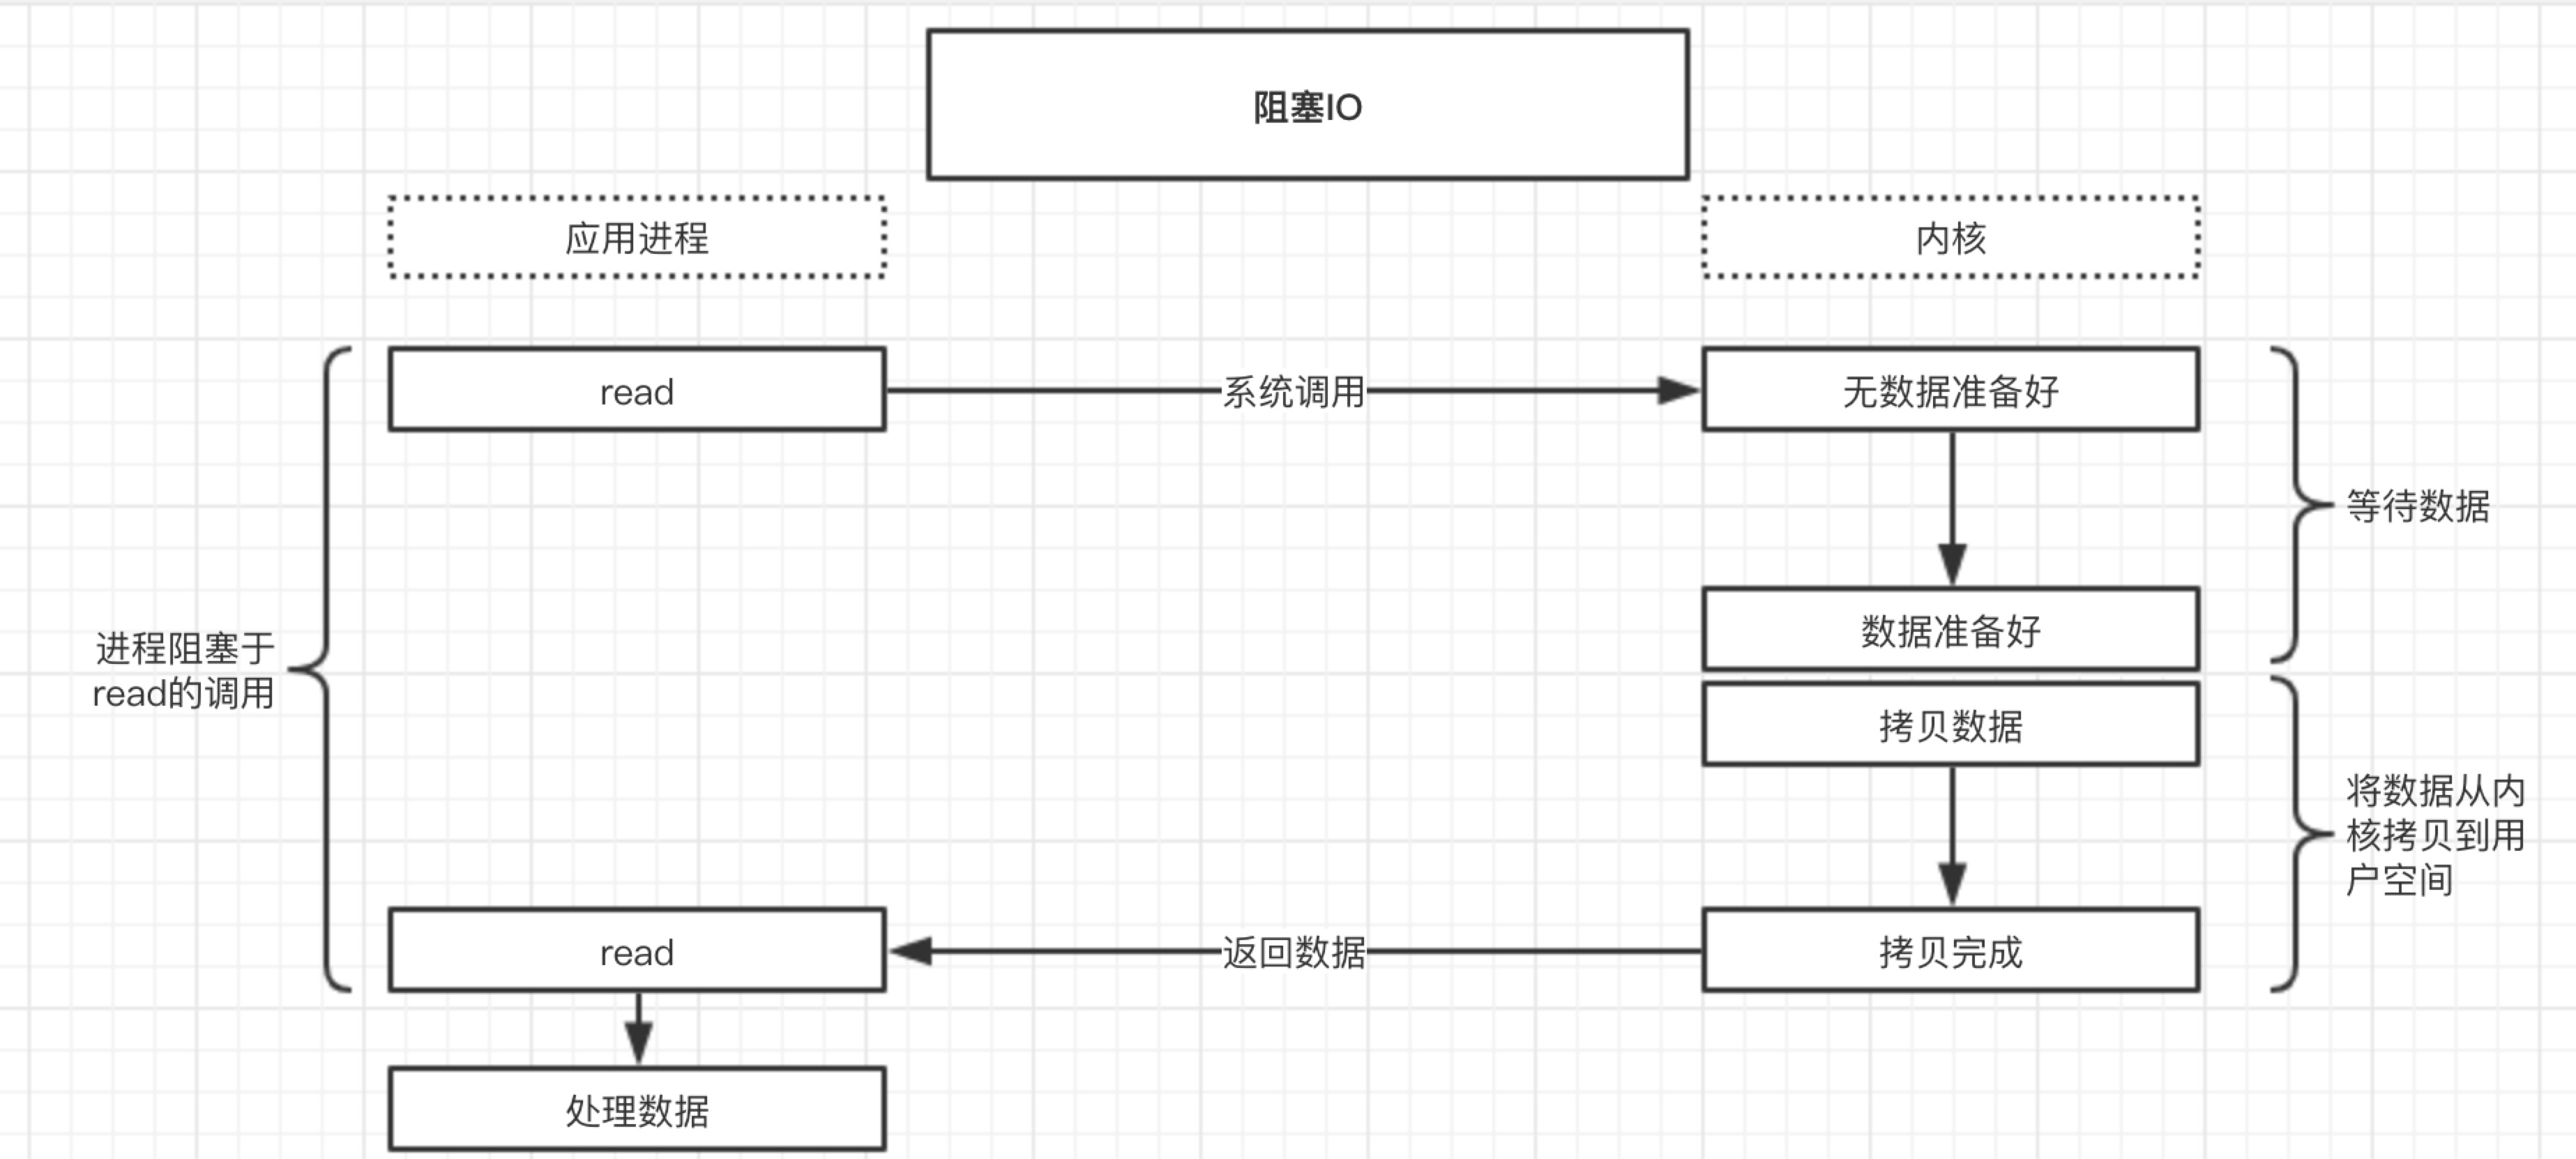 阻塞IO
应用进程
内核
read
系统调用
无数据准备好
等待数据
数据准备好
进程阻塞于
read的调用
拷贝数据
将数据从内
核拷贝到用
户空间
read
返回数据
拷贝完成
处理数据